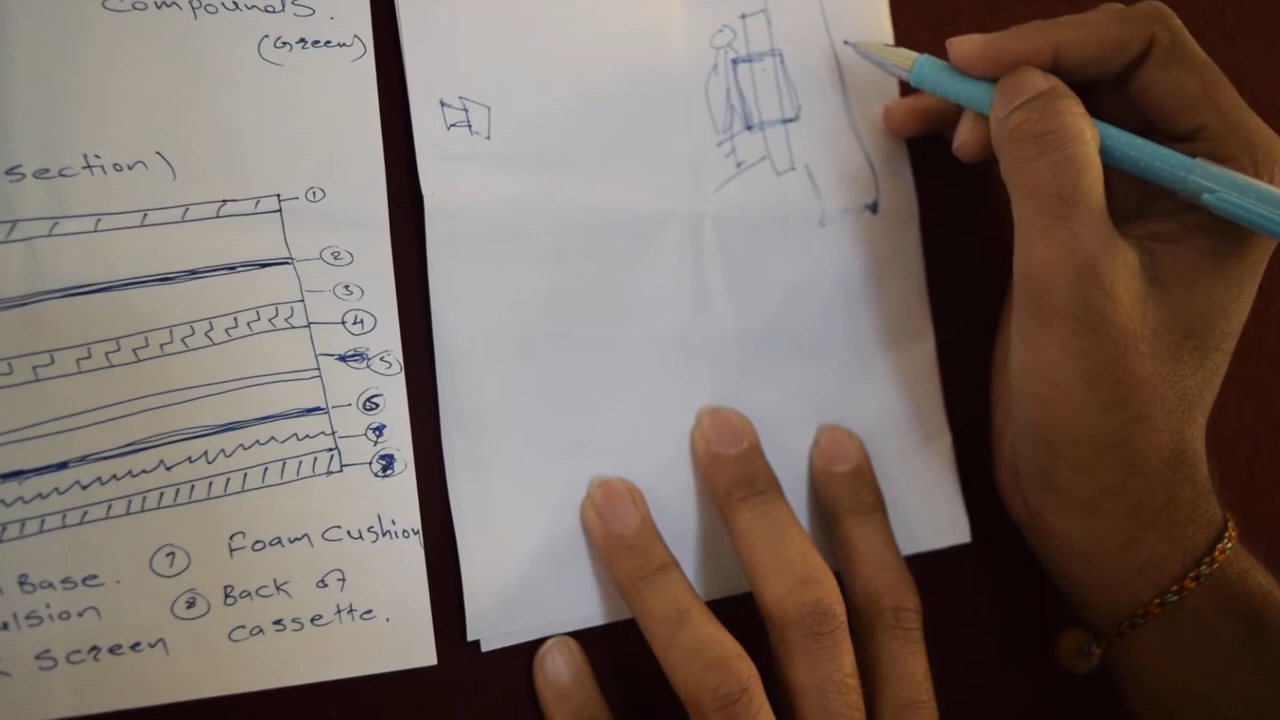 Compounds.
(Green)
section)
①
②
③
④
⑤
⑥
⑦
⑧
Base. ⑦ Foam Cushion
⑧ Back of
Screen cassette.